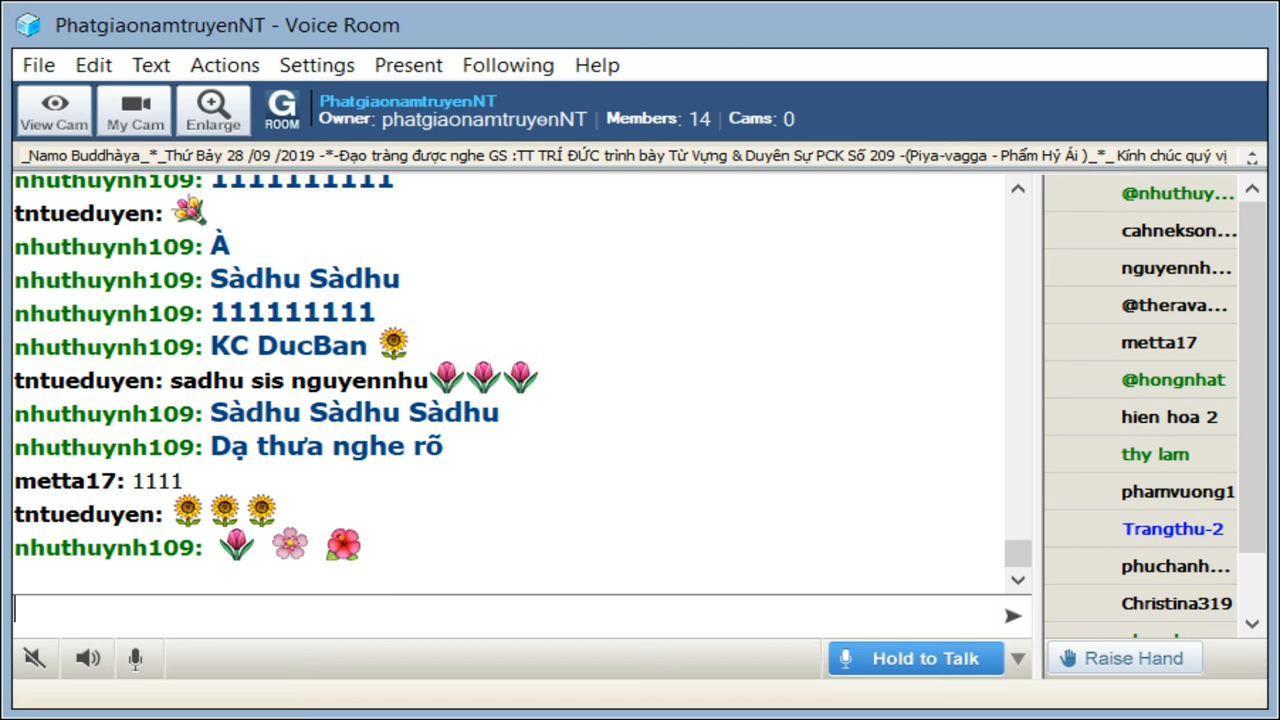 PhatgiaonamtruyenNT - Voice Room
File Edit Text Actions Settings Present Following Help
View Cam My Cam Enlarge G ROOM
PhatgiaonamtruyenNT
Owner: phatgiaonamtruyenNT | Members: 14 | Cams: 0
_Namo Buddhàya_*_Thứ Bảy 28 /09 /2019 -*-Đạo tràng được nghe GS :TT TRÍ ĐỨC trình bày Từ Vựng & Duyên Sự PCK Số 209 -(Piya-vagga - Phẩm Hỷ Ái )_*_ Kính chúc quý vị
nhuthuynh109: 1111111111
tntueduyen:
nhuthuynh109: À
nhuthuynh109: Sàdhu Sàdhu
nhuthuynh109: 111111111
nhuthuynh109: KC DucBan
tntueduyen: sadhu sis nguyennhu
nhuthuynh109: Sàdhu Sàdhu Sàdhu
nhuthuynh109: Dạ thưa nghe rõ
metta17: 1111
tntueduyen:
nhuthuynh109:
@nhuthuy...
cahnekson...
nguyennh...
@therava...
metta17
@hongnhat
hien hoa 2
thy lam
phamvuong1
Trangthu-2
phuchanh...
Christina319
Hold to Talk
Raise Hand